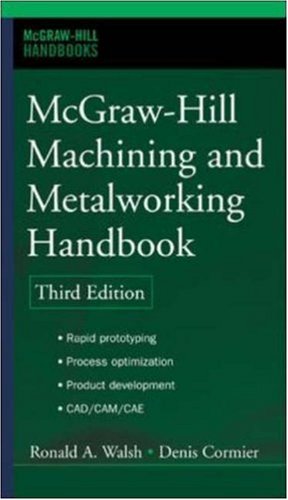 McGRAW-HILL
HANDBOOKS
McGraw-Hill
Machining and
Metalworking
Handbook
Third Edition
• Rapid prototyping
• Process optimization
• Product development
• CAD/CAM/CAE
Ronald A. Walsh • Denis Cormier